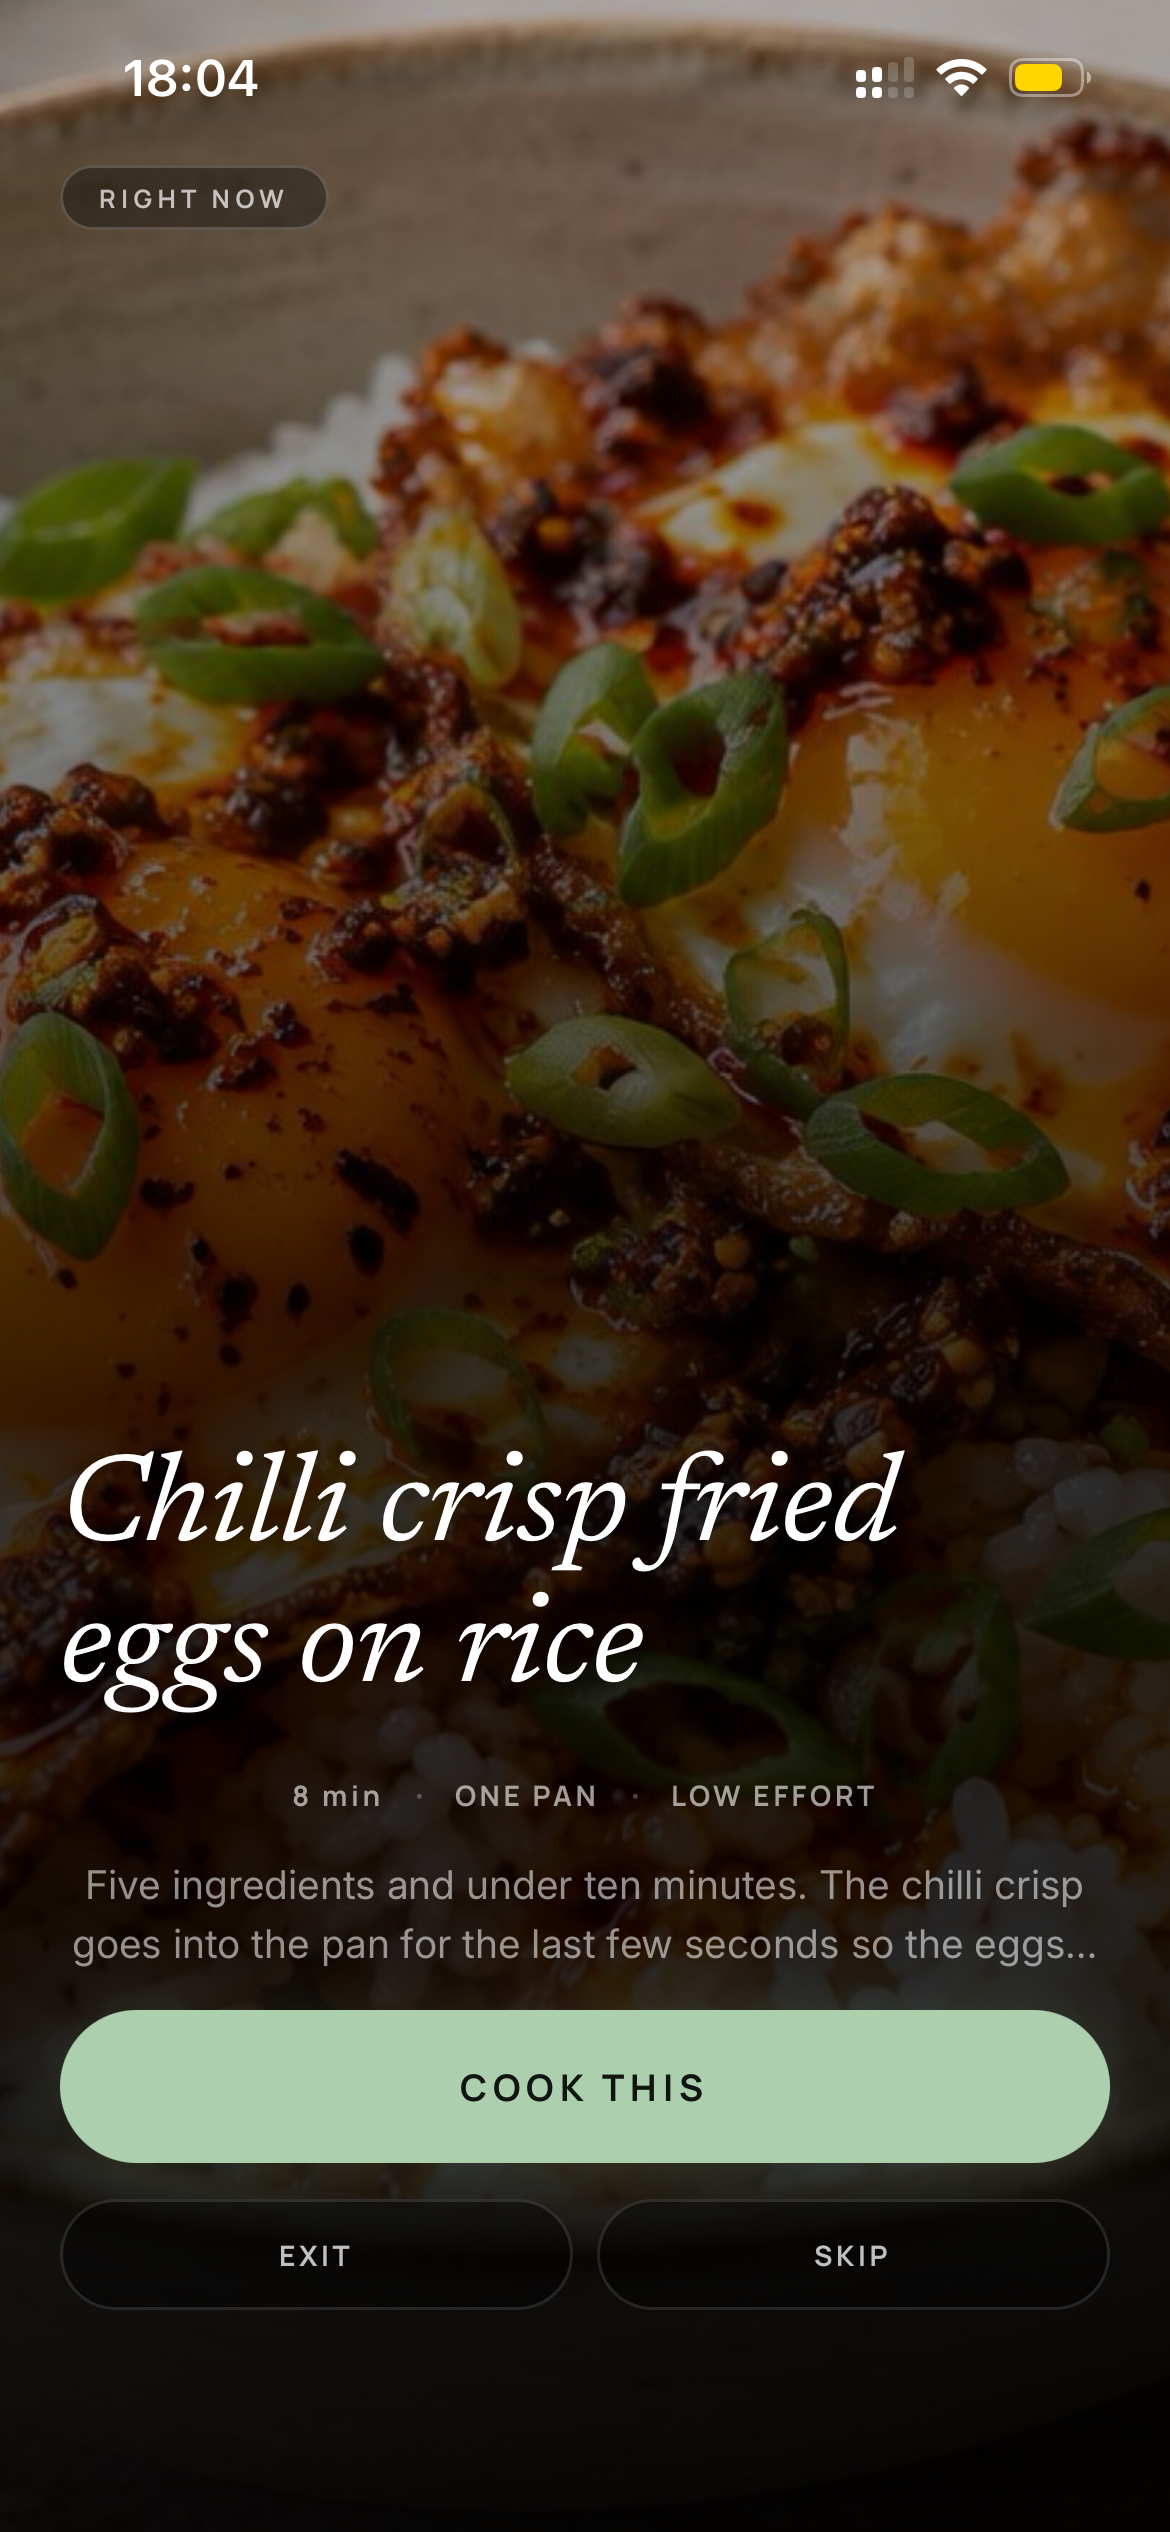 18:04
RIGHT NOW
Chilli crisp fried
eggs on rice
8 min · ONE PAN · LOW EFFORT
Five ingredients and under ten minutes. The chilli crisp
goes into the pan for the last few seconds so the eggs...
COOK THIS
EXIT
SKIP